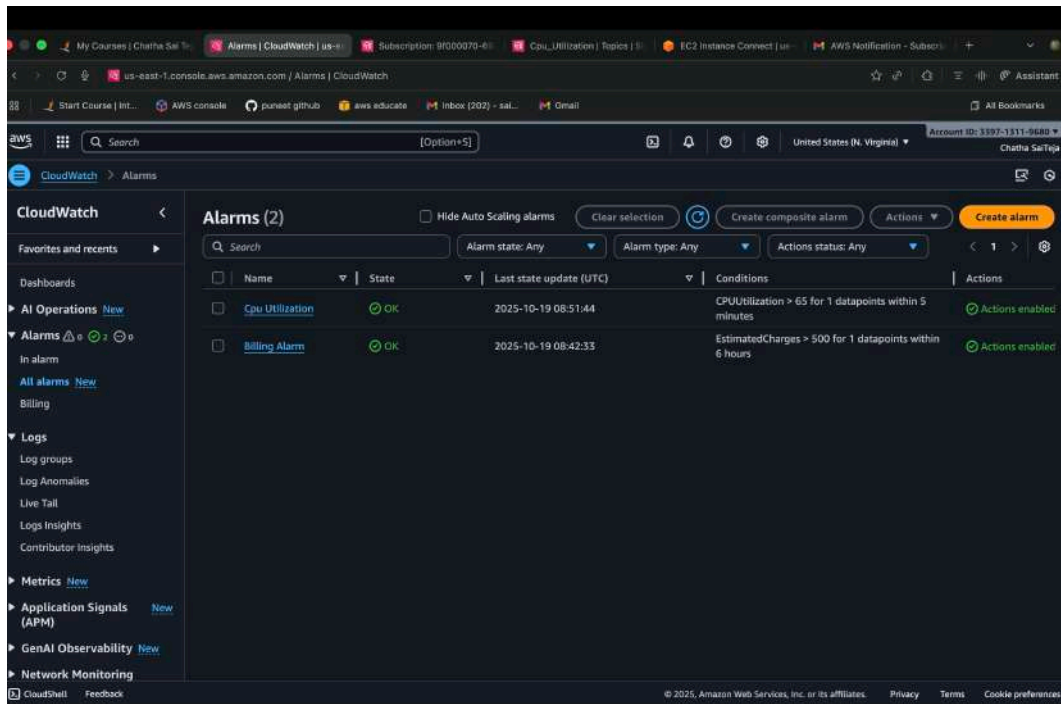 My Courses | Chatha Sai Te
Alarms | CloudWatch | us-e
Subscription: 9f000070-6
Cpu_Utilization | Topics | S
EC2 Instance Connect | us-
AWS Notification - Subscri
us-east-1.console.aws.amazon.com / Alarms | CloudWatch
Assistant
Start Course | Int...
AWS console
puneet github
aws educate
Inbox (202) - sai...
Gmail
All Bookmarks
aws
Search
[Option+S]
United States (N. Virginia)
Account ID: 3397-1311-9680
Chatha SaiTeja
CloudWatch > Alarms
CloudWatch
Favorites and recents
Dashboards
AI Operations New
Alarms 0 2 0
In alarm
All alarms New
Billing
Logs
Log groups
Log Anomalies
Live Tail
Logs Insights
Contributor Insights
Metrics New
Application Signals (APM) New
GenAI Observability New
Network Monitoring
Alarms (2)
Hide Auto Scaling alarms
Clear selection
Create composite alarm
Actions
Create alarm
Search
Alarm state: Any
Alarm type: Any
Actions status: Any
1
Name State Last state update (UTC) Conditions Actions
Cpu Utilization OK 2025-10-19 08:51:44 CPUUtilization > 65 for 1 datapoints within 5 minutes Actions enabled
Billing Alarm OK 2025-10-19 08:42:33 EstimatedCharges > 500 for 1 datapoints within 6 hours Actions enabled
CloudShell Feedback
© 2025, Amazon Web Services, Inc. or its affiliates. Privacy Terms Cookie preferences